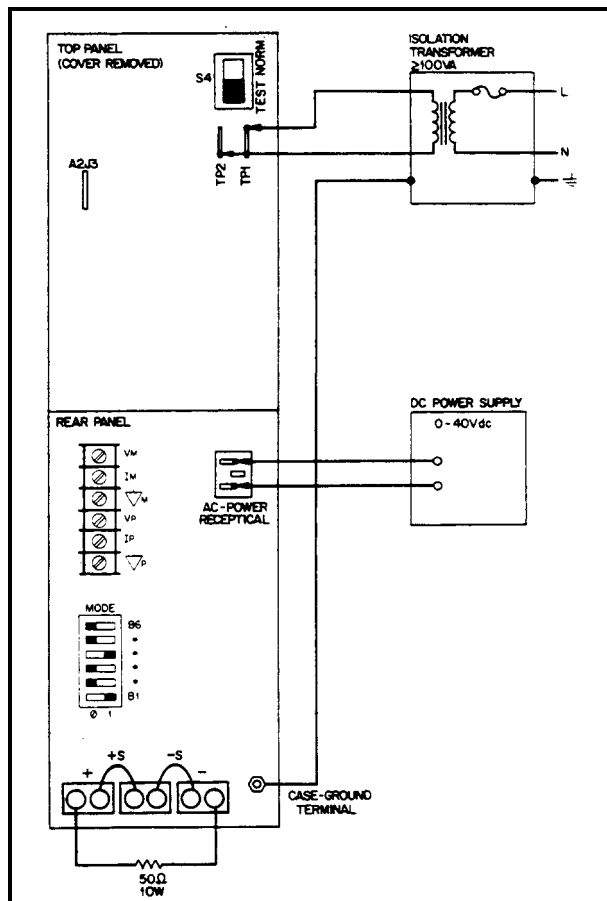 TOP PANEL
(COVER REMOVED)
S4
TEST NORM.
ISOLATION
TRANSFORMER
≥100VA
L
N
A2J3
TP2
TP1
REAR PANEL
VM
IM
M
VP
IP
P
AC-POWER
RECEPTICAL
DC POWER SUPPLY
0-40Vdc
MODE
B6
B1
0 1
+ +S -S -
CASE-GROUND
TERMINAL
50Ω
10W